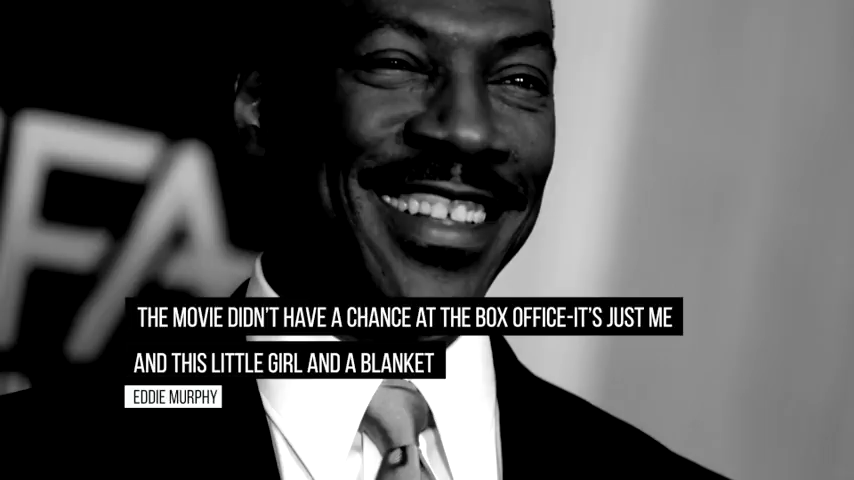 FA
THE MOVIE DIDN'T HAVE A CHANCE AT THE BOX OFFICE-IT'S JUST ME
AND THIS LITTLE GIRL AND A BLANKET
EDDIE MURPHY